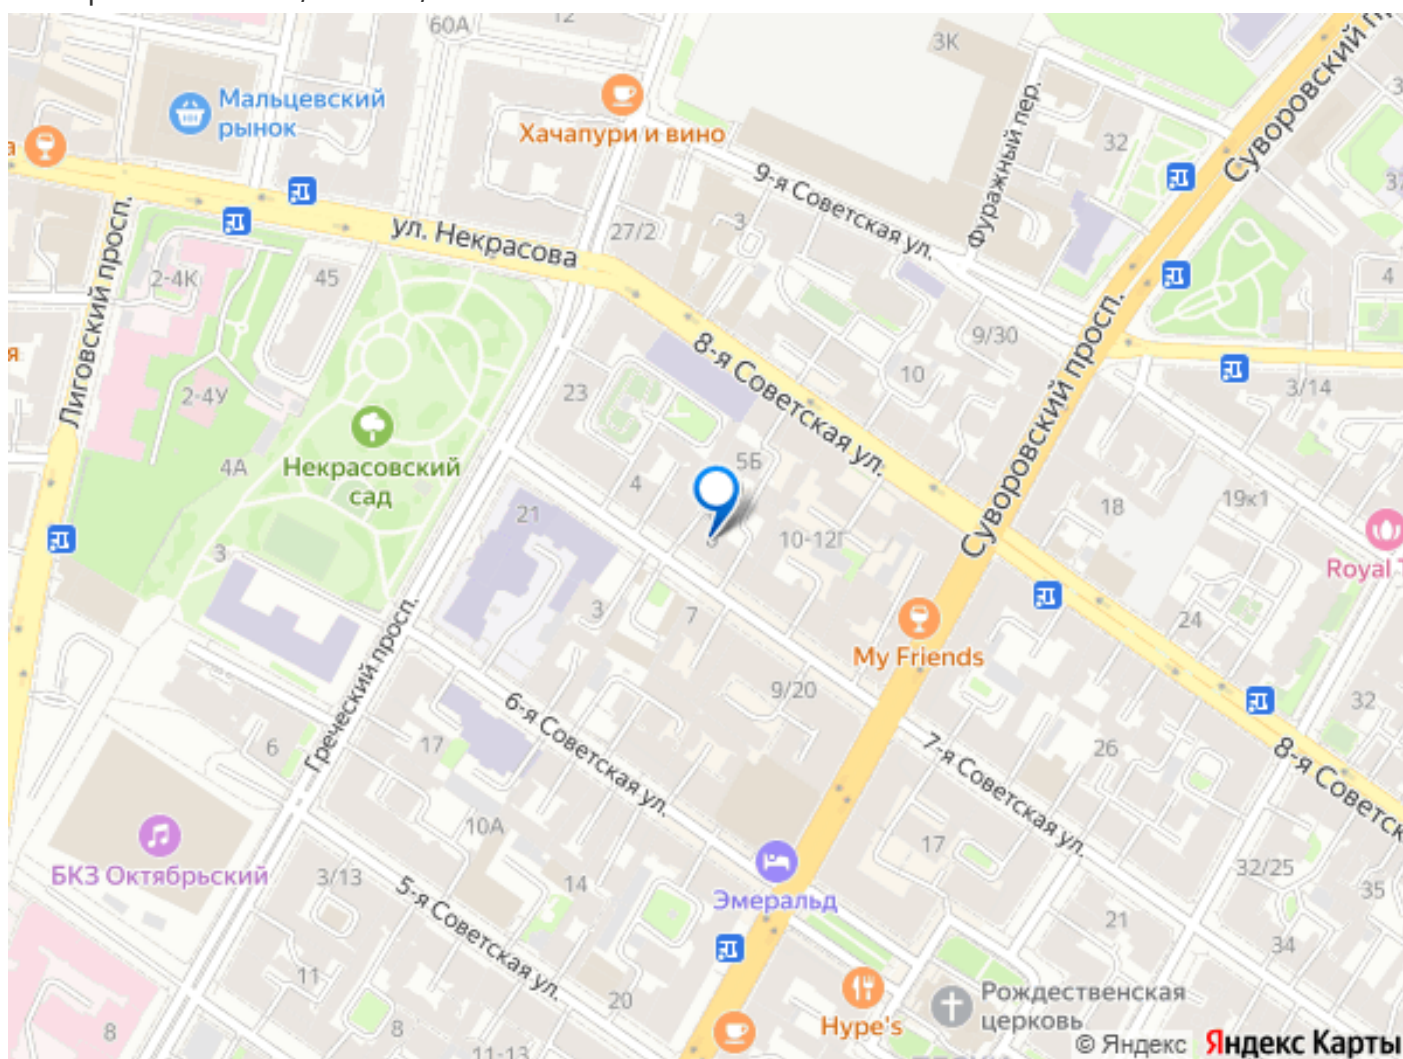 60А
12
3К
Мальцевский
рынок
Хачапури и вино
Фуражный пер.
32
Суворовский просп.
9-я Советская ул.
3
27/2
ул. Некрасова
Лиговский просп.
2-4К
45
4
9/30
8-я Советская ул.
10
3/14
23
2-4У
4А
Некрасовский
сад
5Б
4
Суворовский просп.
18
19к1
21
10-12Г
Royal
3
3
7
24
My Friends
9/20
32
Греческий просп.
6-я Советская ул.
7-я Советская ул.
26
8-я Советск
6
17
10А
17
БКЗ Октябрьский
3/13
14
Эмеральд
32/25
35
5-я Советская ул.
21
34
11
20
Hype's
Рождественская
церковь
8
8
11-13
© Яндекс Яндекс Карты